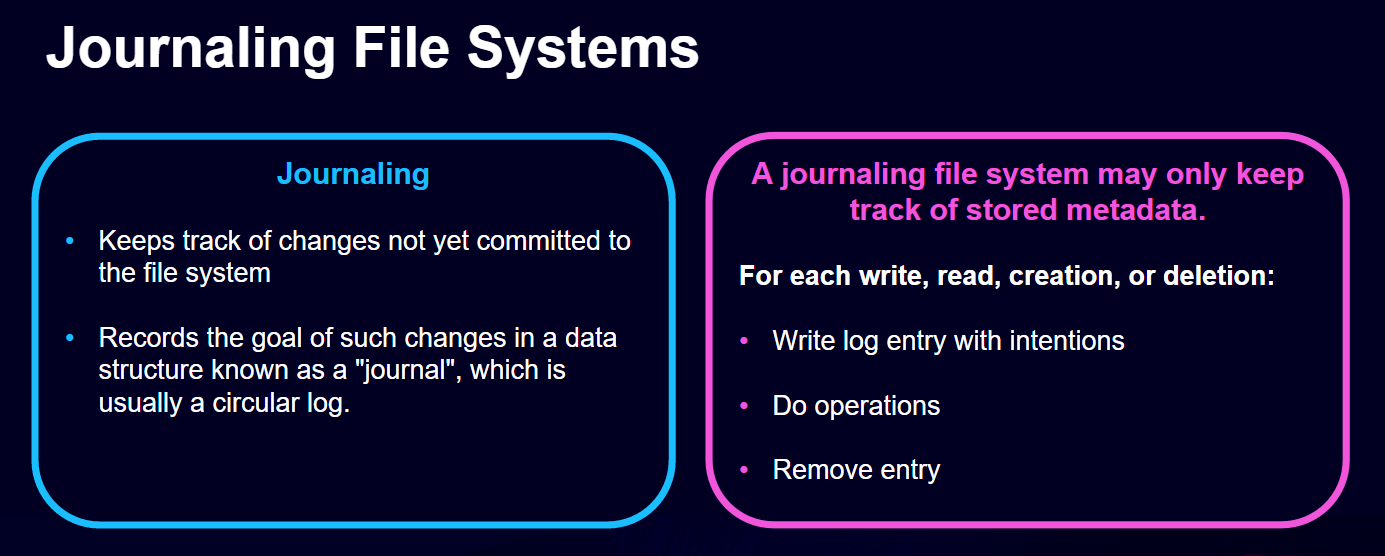 Journaling File Systems
Journaling
• Keeps track of changes not yet committed to
the file system
• Records the goal of such changes in a data
structure known as a "journal", which is
usually a circular log.
A journaling file system may only keep
track of stored metadata.
For each write, read, creation, or deletion:
• Write log entry with intentions
• Do operations
• Remove entry